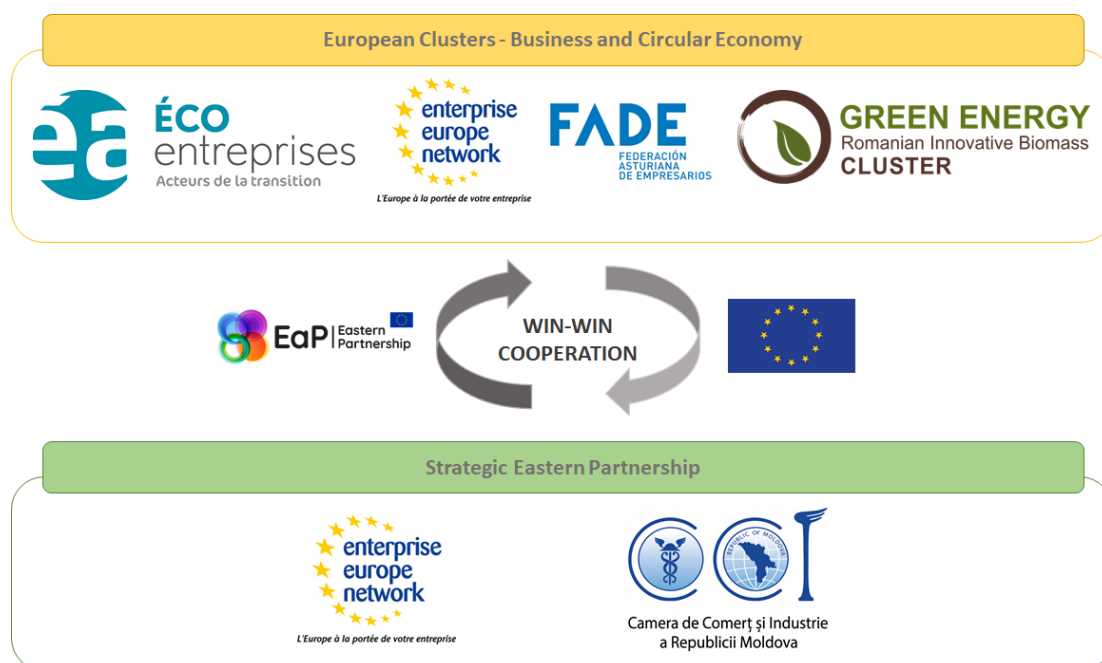 European Clusters - Business and Circular Economy
éa
ÉCO
entreprises
Acteurs de la transition
enterprise
europe
network
L'Europe à la portée de votre entreprise
FADE
FEDERACIÓN
ASTURIANA
DE EMPRESARIOS
GREEN ENERGY
Romanian Innovative Biomass
CLUSTER
EaP
Eastern
Partnership
WIN-WIN
COOPERATION
Strategic Eastern Partnership
enterprise
europe
network
L'Europe à la portée de votre entreprise
CCI
REPUBLIC OF MOLDOVA
Camera de Comerț și Industrie
a Republicii Moldova